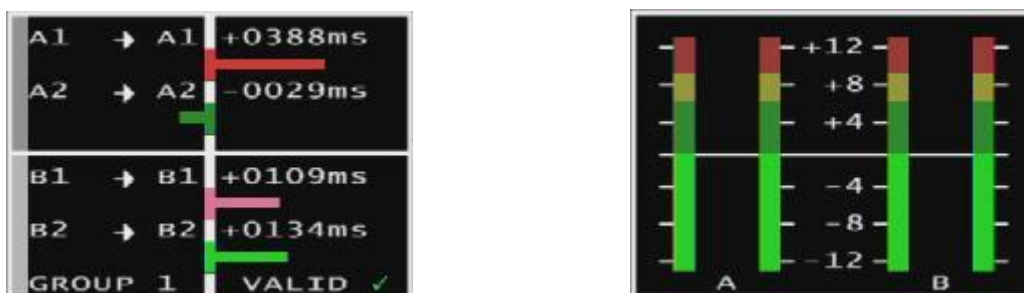 A1 → A1 +0388ms
A2 → A2 -0029ms
B1 → B1 +0109ms
B2 → B2 +0134ms
GROUP 1 VALID ✓
+12
+8
+4
-4
-8
-12
A B